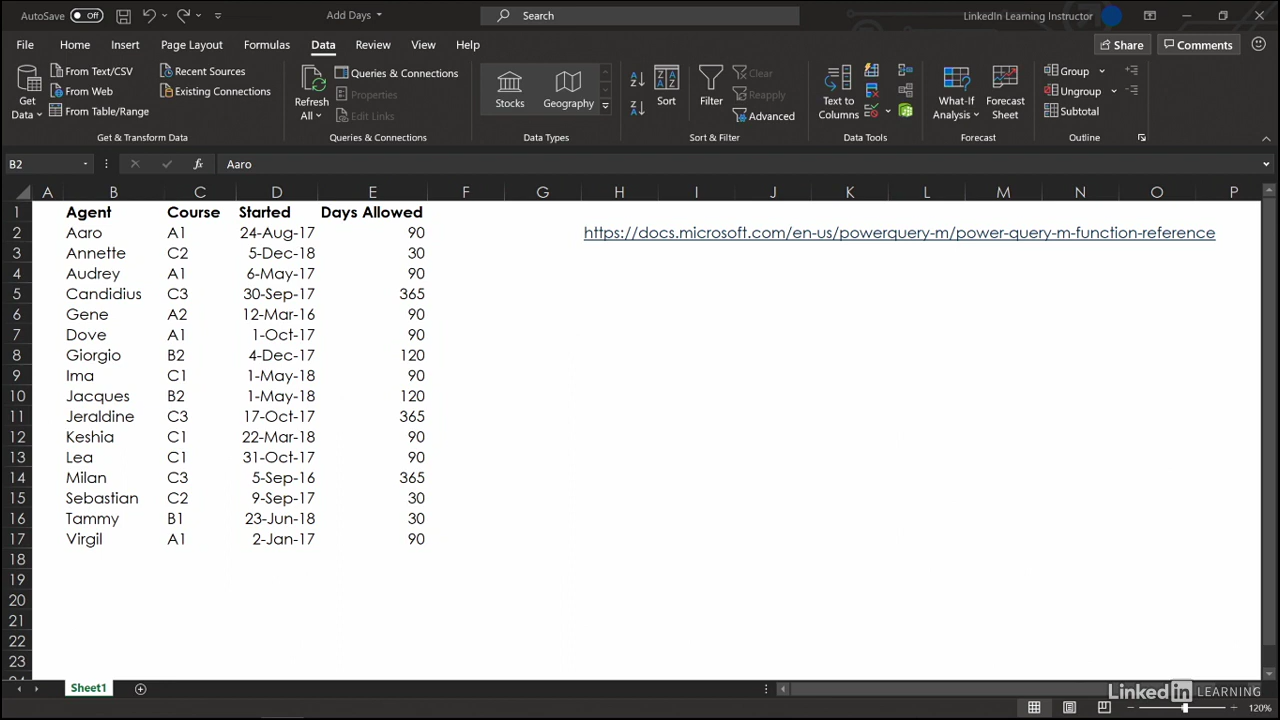 AutoSave Off Add Days Search LinkedIn Learning Instructor
File Home Insert Page Layout Formulas Data Review View Help Share Comments
Get Data From Text/CSV From Web From Table/Range Recent Sources Existing Connections
Refresh All Queries & Connections Properties Edit Links
Stocks Geography
Sort Filter Clear Reapply Advanced
Text to Columns
What-If Analysis Forecast Sheet
Group Ungroup Subtotal
Get & Transform Data Queries & Connections Data Types Sort & Filter Data Tools Forecast Outline
B2 fx Aaro
A B C D E F G H I J K L M N O P
1 Agent Course Started Days Allowed
2 Aaro A1 24-Aug-17 90 https://docs.microsoft.com/en-us/powerquery-m/power-query-m-function-reference
3 Annette C2 5-Dec-18 30
4 Audrey A1 6-May-17 90
5 Candidius C3 30-Sep-17 365
6 Gene A2 12-Mar-16 90
7 Dove A1 1-Oct-17 90
8 Giorgio B2 4-Dec-17 120
9 Ima C1 1-May-18 90
10 Jacques B2 1-May-18 120
11 Jeraldine C3 17-Oct-17 365
12 Keshia C1 22-Mar-18 90
13 Lea C1 31-Oct-17 90
14 Milan C3 5-Sep-16 365
15 Sebastian C2 9-Sep-17 30
16 Tammy B1 23-Jun-18 30
17 Virgil A1 2-Jan-17 90
18
19
20
21
22
23
Sheet1
LinkedIn LEARNING
120%